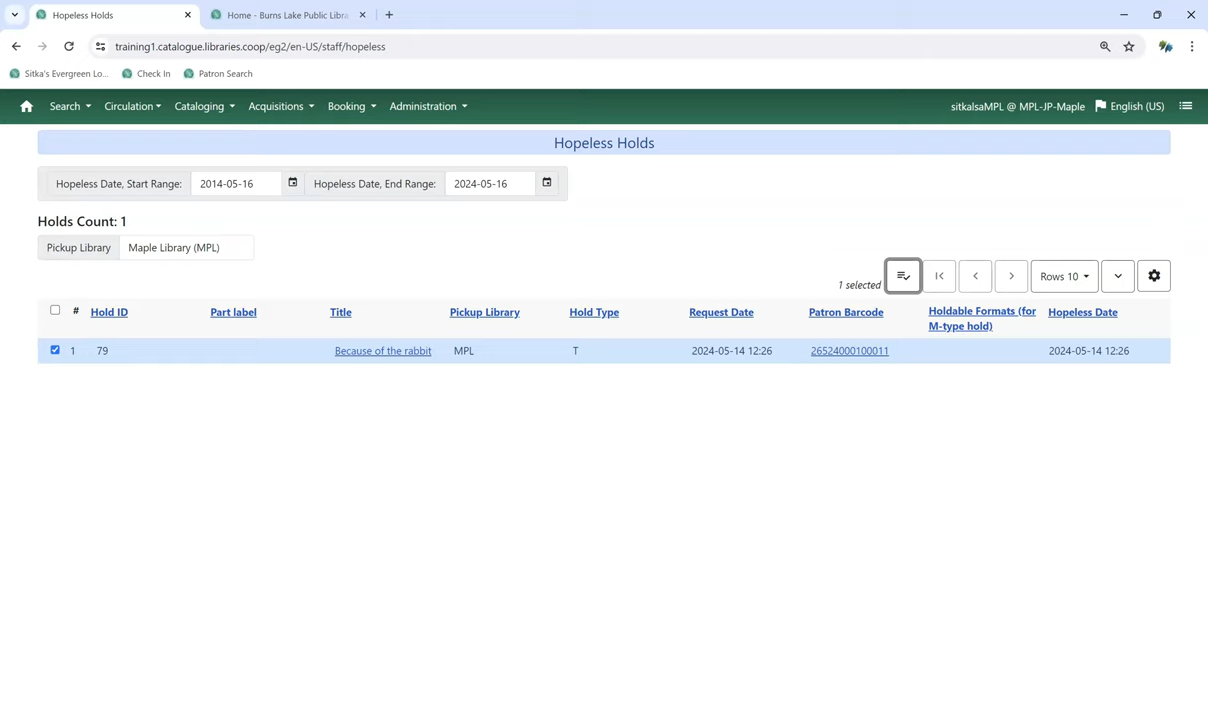 Hopeless Holds
Home - Burns Lake Public Libra
training1.catalogue.libraries.coop/eg2/en-US/staff/hopeless
Sitka's Evergreen Lo... Check In Patron Search
Search Circulation Cataloging Acquisitions Booking Administration sitkalsaMPL @ MPL-JP-Maple English (US)
Hopeless Holds
Hopeless Date, Start Range: 2014-05-16 Hopeless Date, End Range: 2024-05-16
Holds Count: 1
Pickup Library Maple Library (MPL)
1 selected Rows 10
# Hold ID Part label Title Pickup Library Hold Type Request Date Patron Barcode Holdable Formats (for M-type hold) Hopeless Date
1 79 Because of the rabbit MPL T 2024-05-14 12:26 26524000100011 2024-05-14 12:26